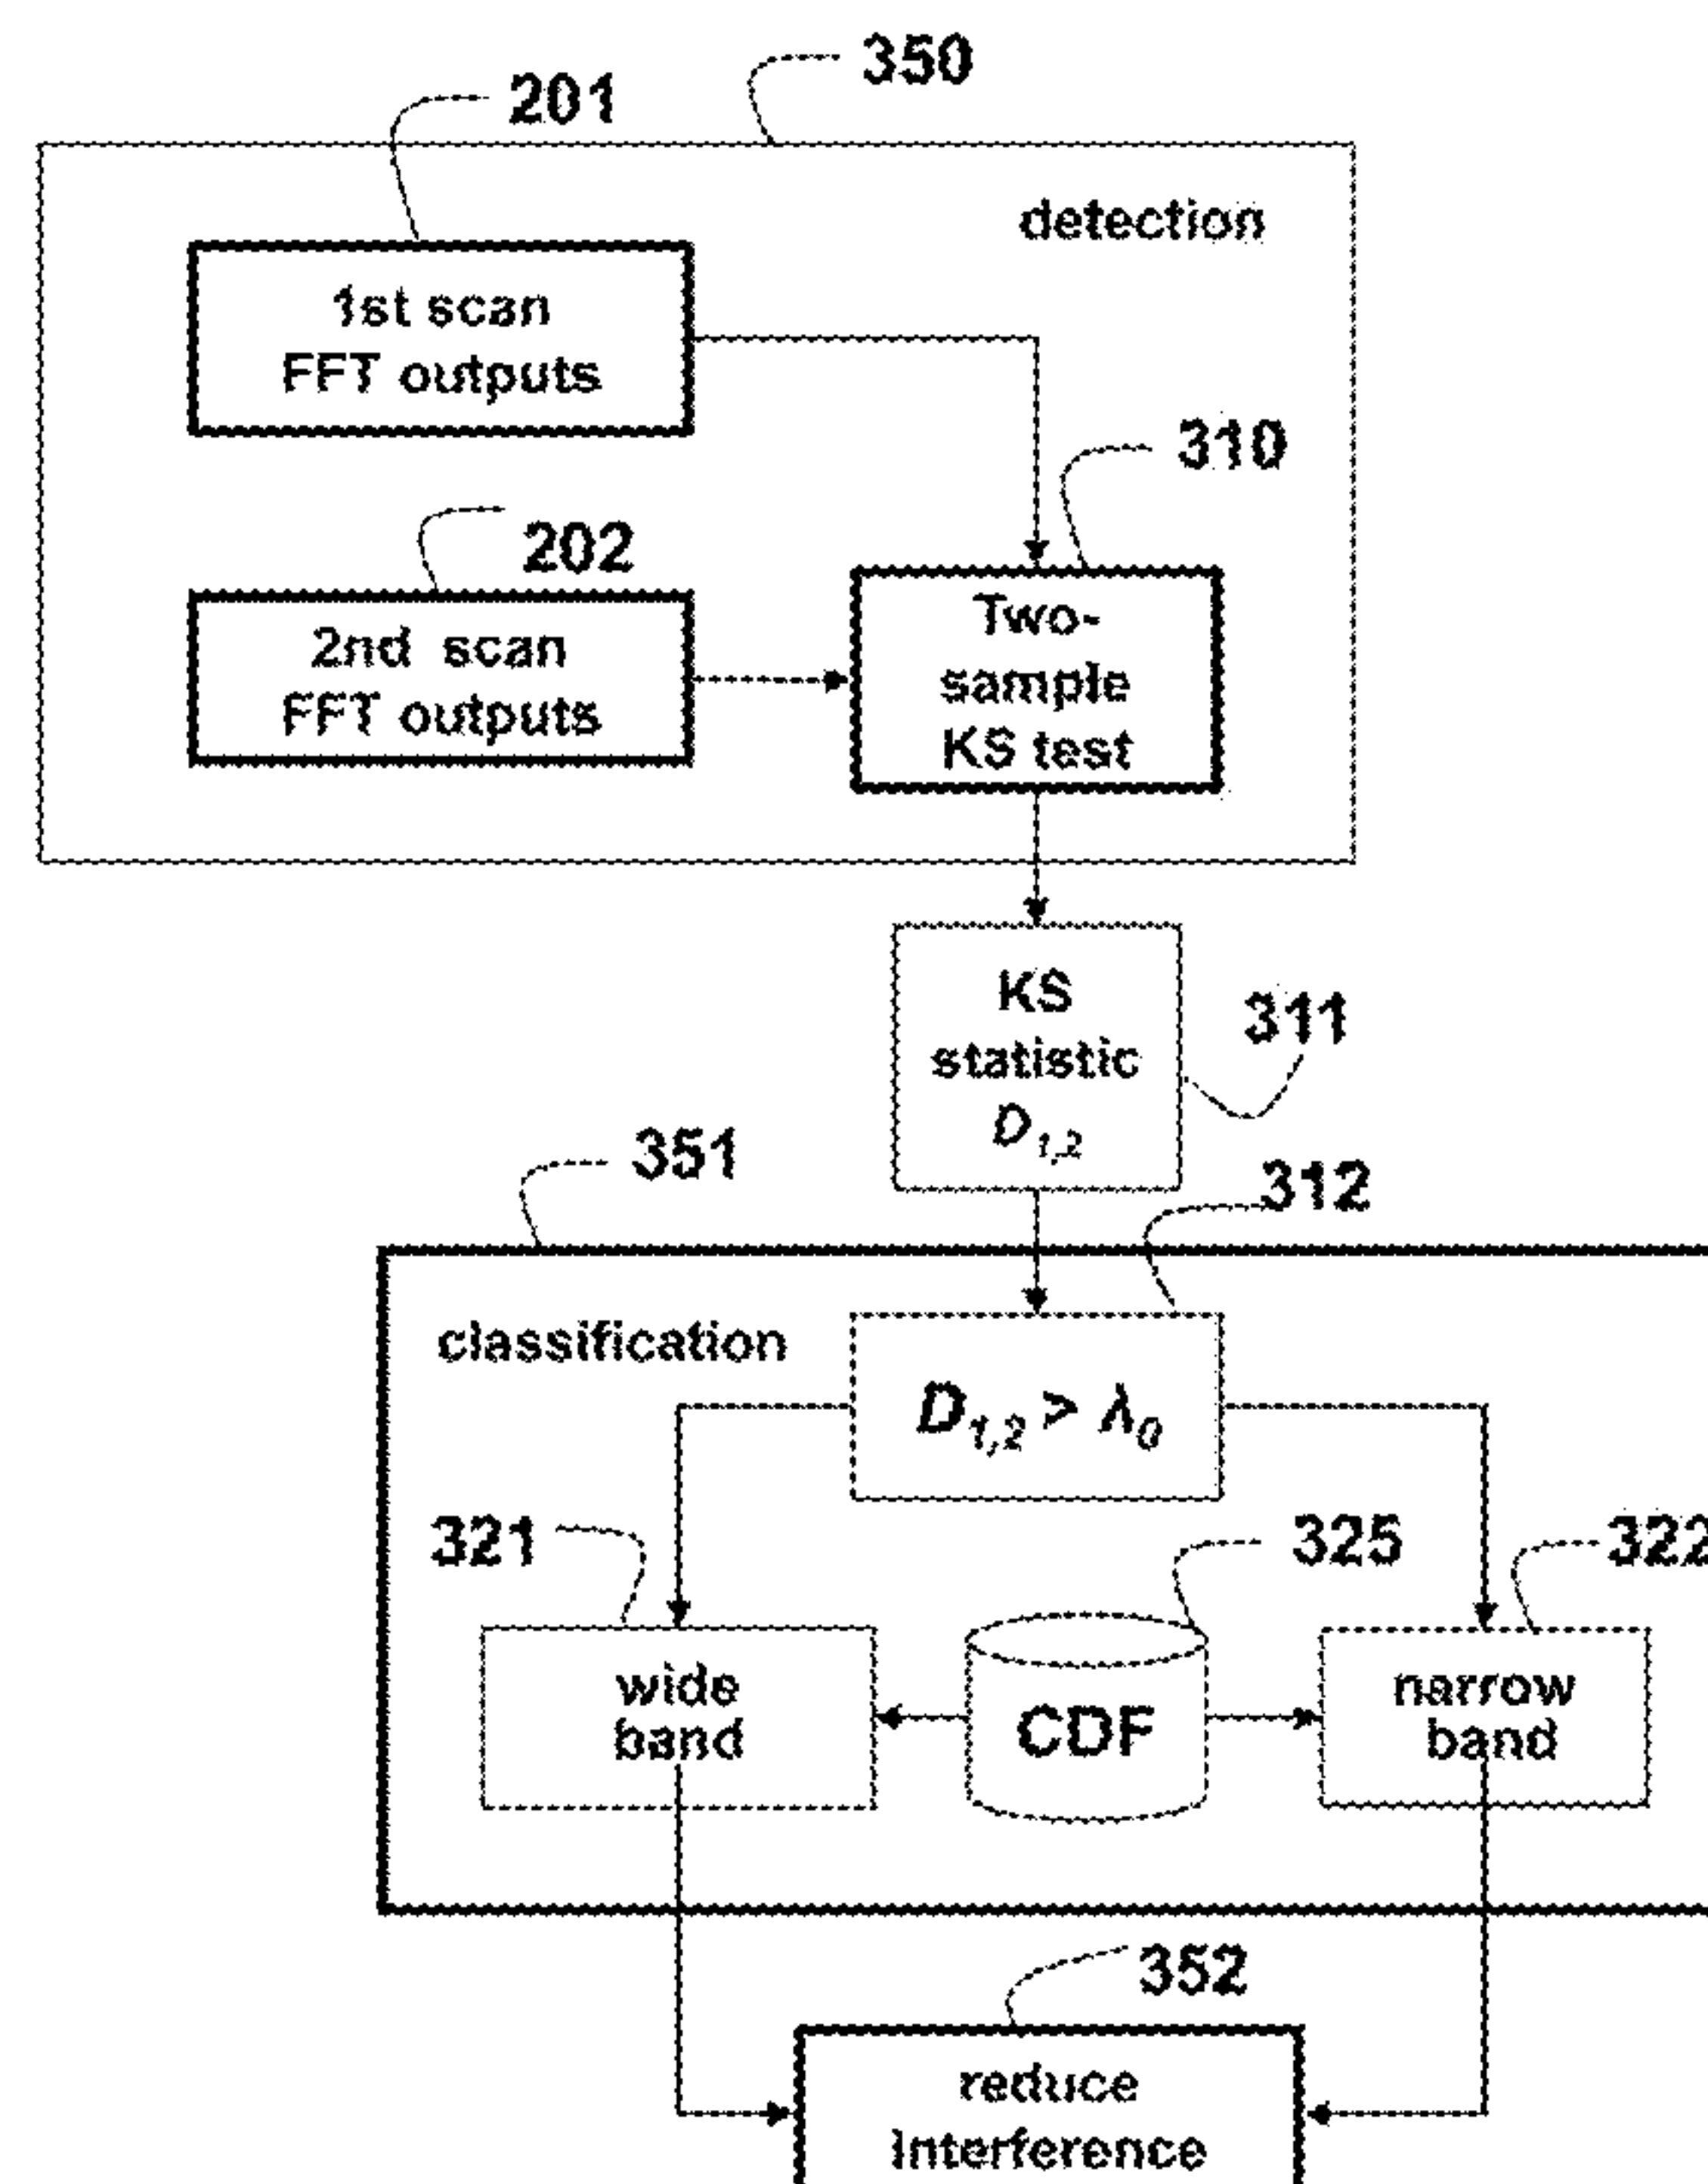 350
201
detection
1st scan
FFT outputs
310
202
2nd scan
FFT outputs
Two-
sample
KS test
KS
statistic
D1,2
311
351
312
classification
D1,2 > λ0
321
325
322
wide
band
CDF
narrow
band
352
reduce
Interference